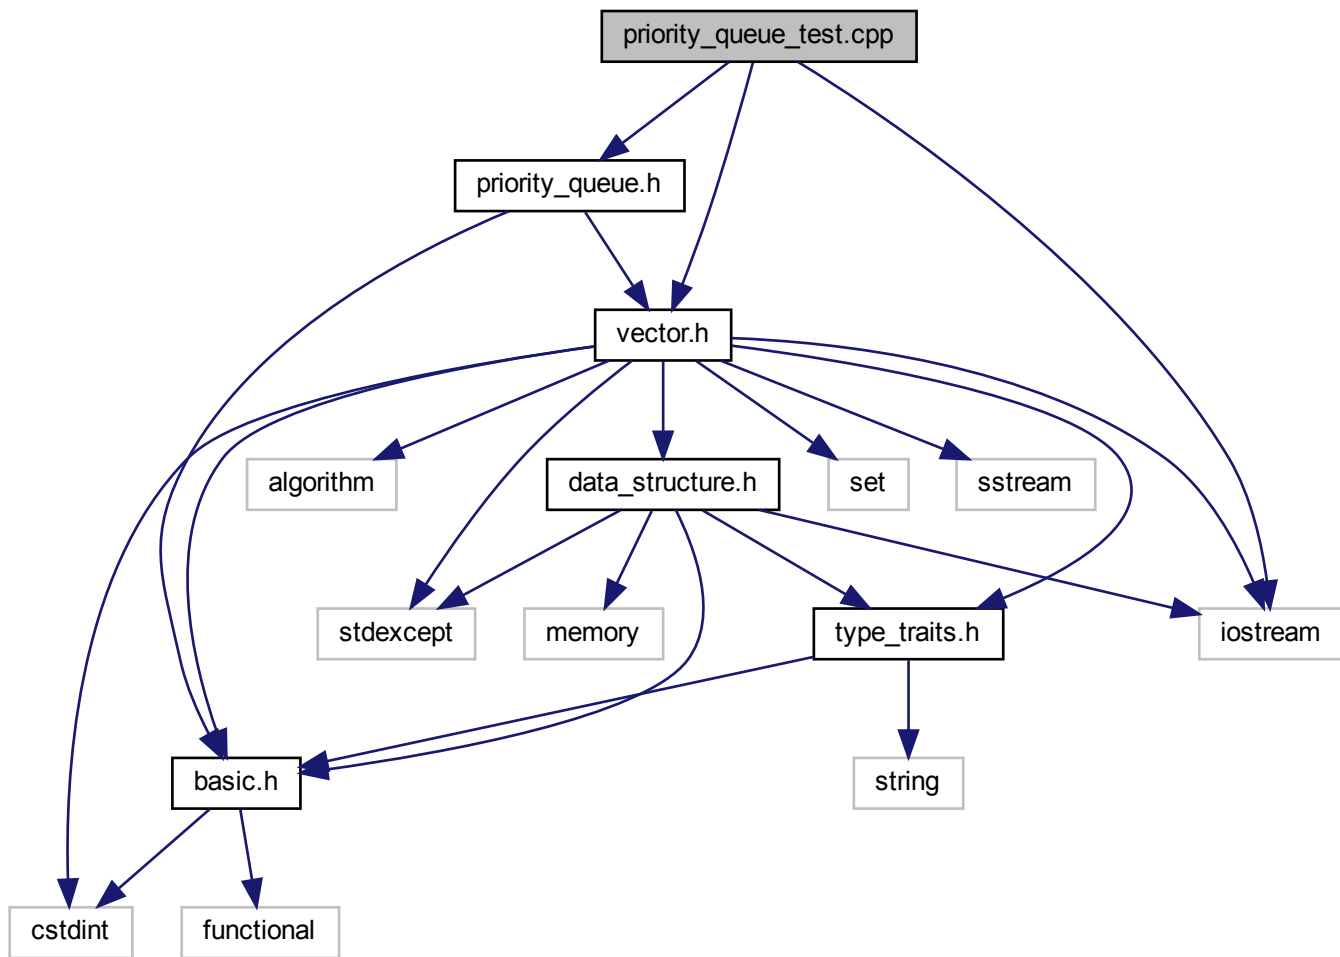 priority_queue_test.cpp
priority_queue.h
vector.h
algorithm
data_structure.h
set
sstream
stdexcept
memory
type_traits.h
iostream
basic.h
string
cstdint
functional